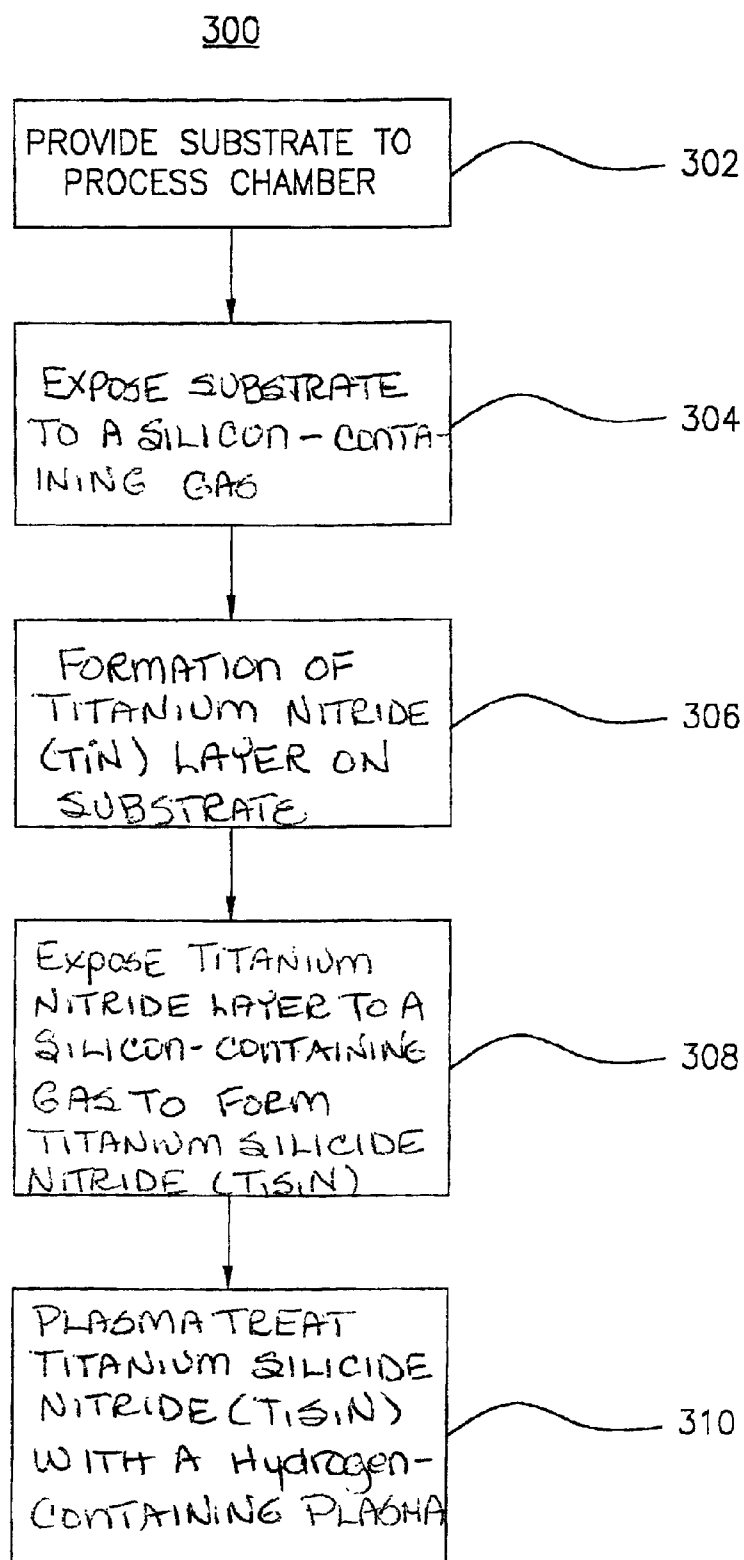 300
PROVIDE SUBSTRATE TO
PROCESS CHAMBER
302
EXPOSE SUBSTRATE
TO A SILICON-CONTA-
INING GAS
304
FORMATION OF
TITANIUM NITRIDE
(TiN) LAYER ON
SUBSTRATE
306
EXPOSE TITANIUM
NITRIDE LAYER TO A
SILICON-CONTAINING
GAS TO FORM
TITANIUM SILICIDE
NITRIDE (TiSiN)
308
PLASMA TREAT
TITANIUM SILICIDE
NITRIDE (TiSiN)
WITH A Hydrogen-
CONTAINING PLASMA
310